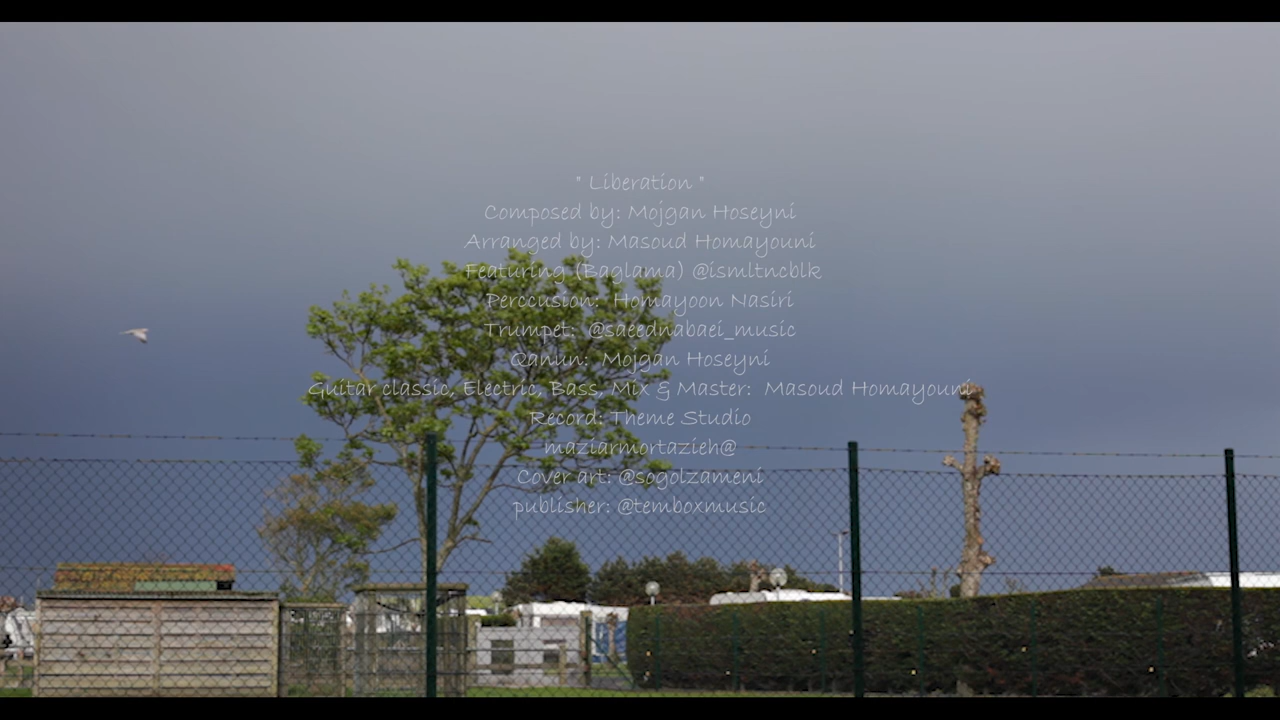 " Liberation "
Composed by: Mojgan Hoseyni
Arranged by: Masoud Homayouni
Featuring (Baglama) @ismltncblk
Perccusion: Homayoon Nasiri
Trumpet: @saeednabaei_music
Qanun: Mojgan Hoseyni
Guitar classic, Electric, Bass, Mix & Master: Masoud Homayouni
Record: Theme Studio
maziarmortazieh@
Cover art: @sogolzameni
publisher: @temboxmusic